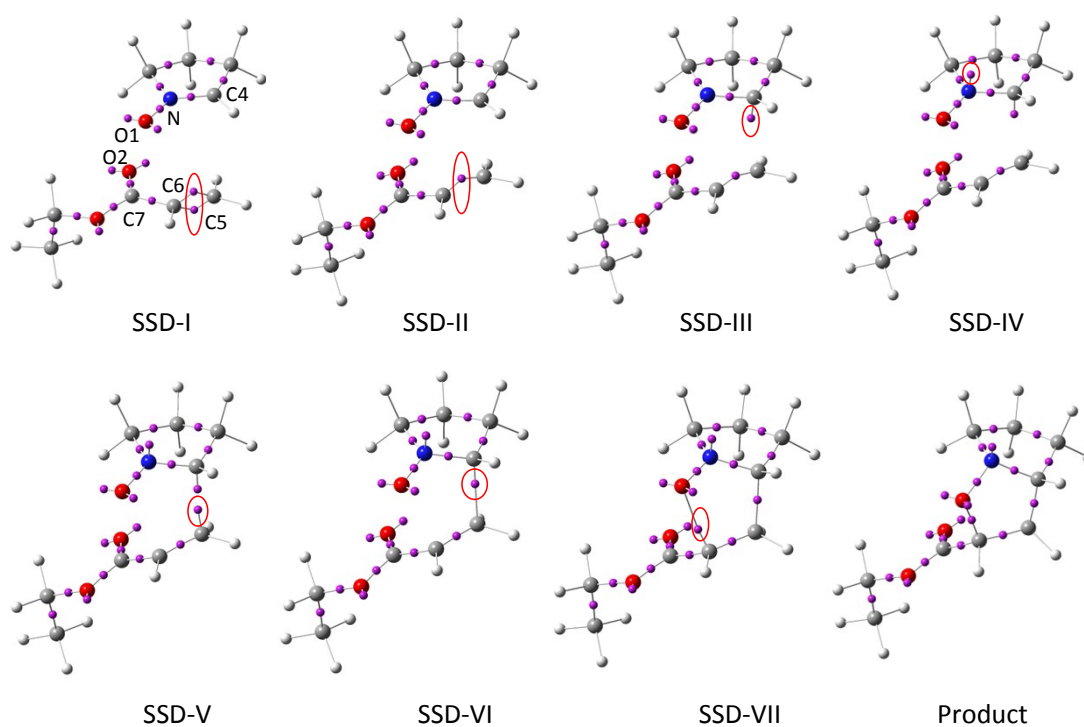 C4
N
O1
O2
C6
C7
C5
SSD-I
SSD-II
SSD-III
SSD-IV
SSD-V
SSD-VI
SSD-VII
Product